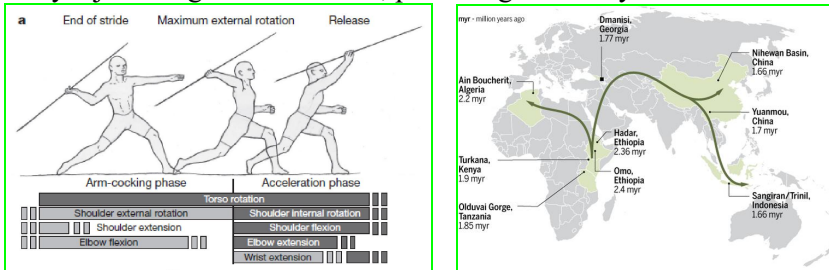 a End of stride Maximum external rotation Release
Arm-cocking phase Acceleration phase
Torso rotation
Shoulder external rotation Shoulder internal rotation
Shoulder extension Shoulder flexion
Elbow flexion Elbow extension
Wrist extension
myr - million years ago
Dmanisi,
Georgia
1.77 myr
Nihewan Basin,
China
1.66 myr
Ain Boucherit,
Algeria
2.2 myr
Yuanmou,
China
1.7 myr
Hadar,
Ethiopia
2.36 myr
Turkana,
Kenya
1.9 myr
Omo,
Ethiopia
2.4 myr
Olduvai Gorge,
Tanzania
1.85 myr
Sangiran/Trinil,
Indonesia
1.66 myr